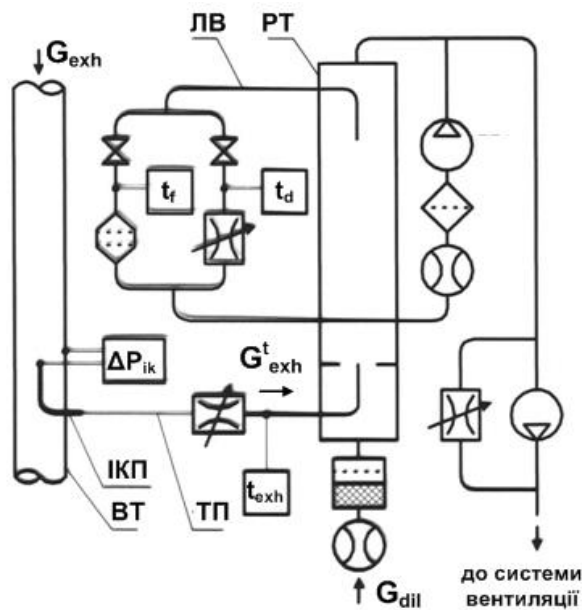 ЛВ
РТ
G_exh
t_f
t_d
ΔP_ik
G^t_exh
ІКП
ВТ
ТП
t_exh
G_dil
до системи
вентиляції